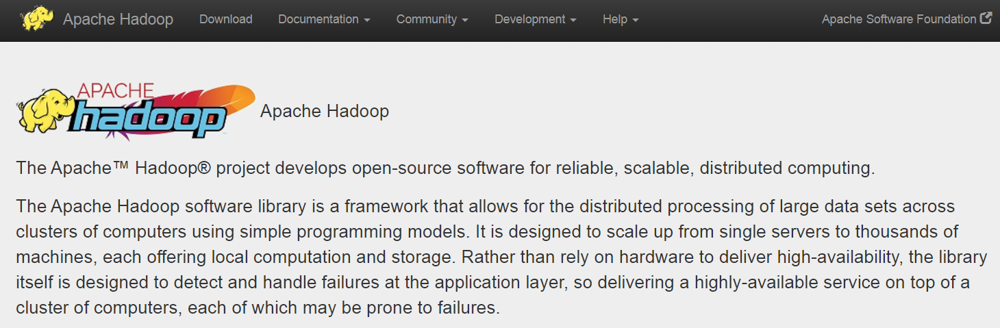 Apache Hadoop Download Documentation Community Development Help Apache Software Foundation
APACHE
hadoop
Apache Hadoop
The Apache™ Hadoop® project develops open-source software for reliable, scalable, distributed computing.
The Apache Hadoop software library is a framework that allows for the distributed processing of large data sets across
clusters of computers using simple programming models. It is designed to scale up from single servers to thousands of
machines, each offering local computation and storage. Rather than rely on hardware to deliver high-availability, the library
itself is designed to detect and handle failures at the application layer, so delivering a highly-available service on top of a
cluster of computers, each of which may be prone to failures.